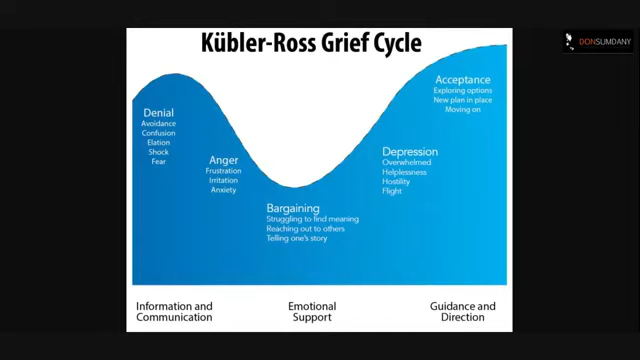 Kübler-Ross Grief Cycle
DONSUMDANY
Denial
Avoidance
Confusion
Elation
Shock
Fear
Anger
Frustration
Irritation
Anxiety
Bargaining
Struggling to find meaning
Reaching out to others
Telling one's story
Depression
Overwhelmed
Helplessness
Hostility
Flight
Acceptance
Exploring options
New plan in place
Moving on
Information and
Communication
Emotional
Support
Guidance and
Direction